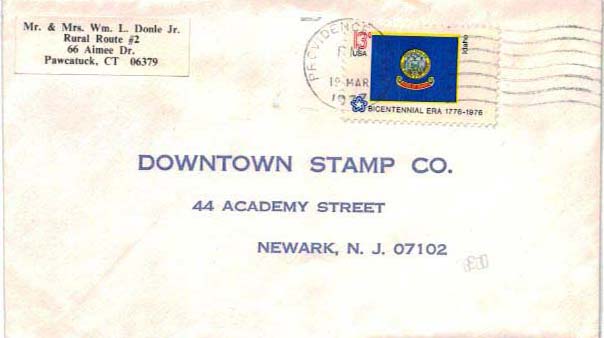 Mr. & Mrs. Wm. L. Donle Jr.
Rural Route #2
66 Aimee Dr.
Pawcatuck, CT 06379
PROVIDENCE
MAR
13c
USA
Idaho
BICENTENNIAL ERA 1776-1976
DOWNTOWN STAMP CO.
44 ACADEMY STREET
NEWARK, N. J. 07102